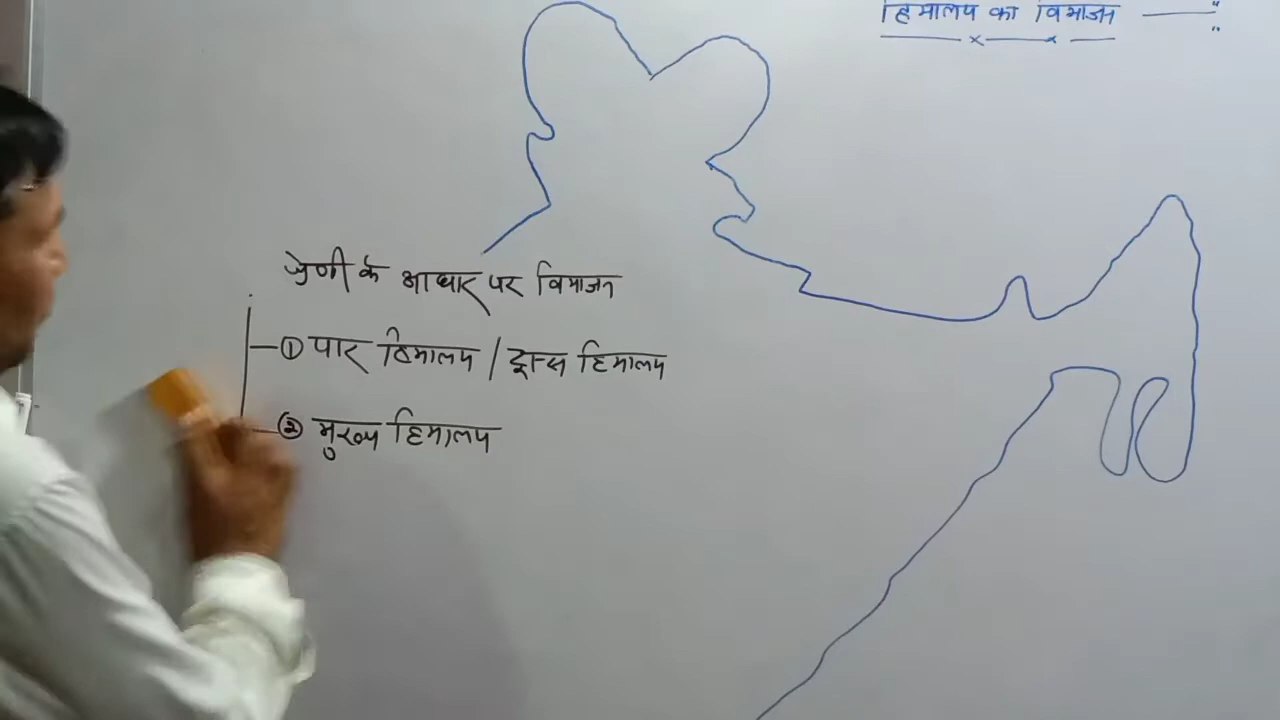 हिमालय का विभाजन
श्रेणी के आधार पर विभाजन
① पार हिमालय / ट्रान्स हिमालय
② मुख्य हिमालय